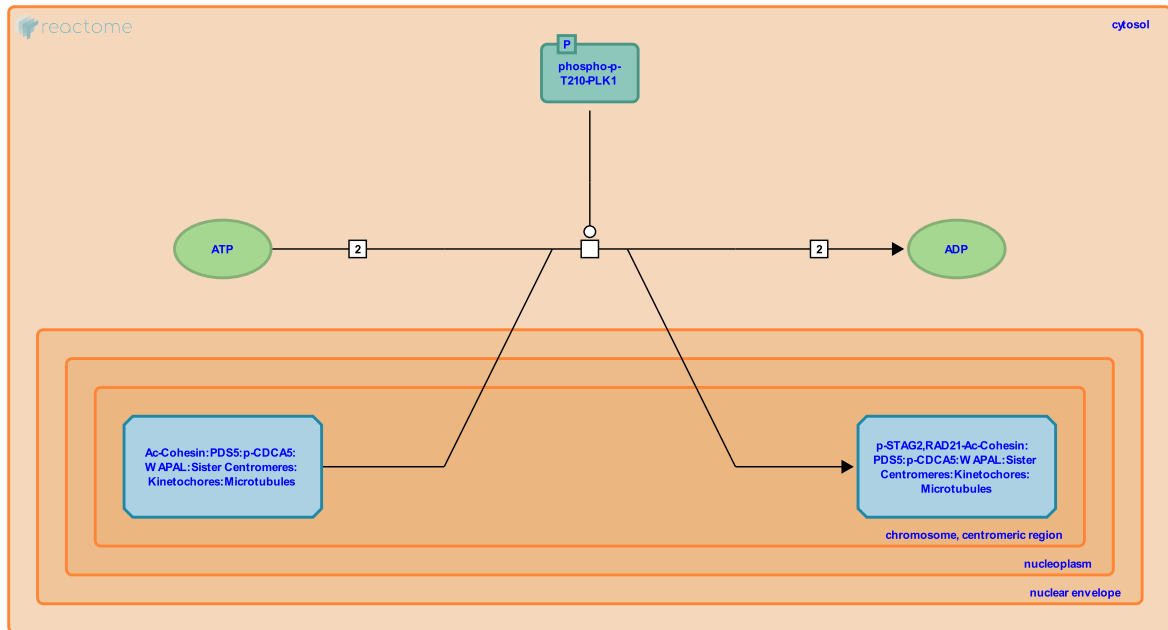 reactome
cytosol
P
phospho-p-
T210-PLK1
ATP
2
2
ADP
Ac-Cohesin:PDS5:p-CDCA5:
WAPAL:Sister Centromeres:
Kinetochores:Microtubules
p-STAG2,RAD21-Ac-Cohesin:
PDS5:p-CDCA5:WAPAL:Sister
Centromeres:Kinetochores:
Microtubules
chromosome, centromeric region
nucleoplasm
nuclear envelope